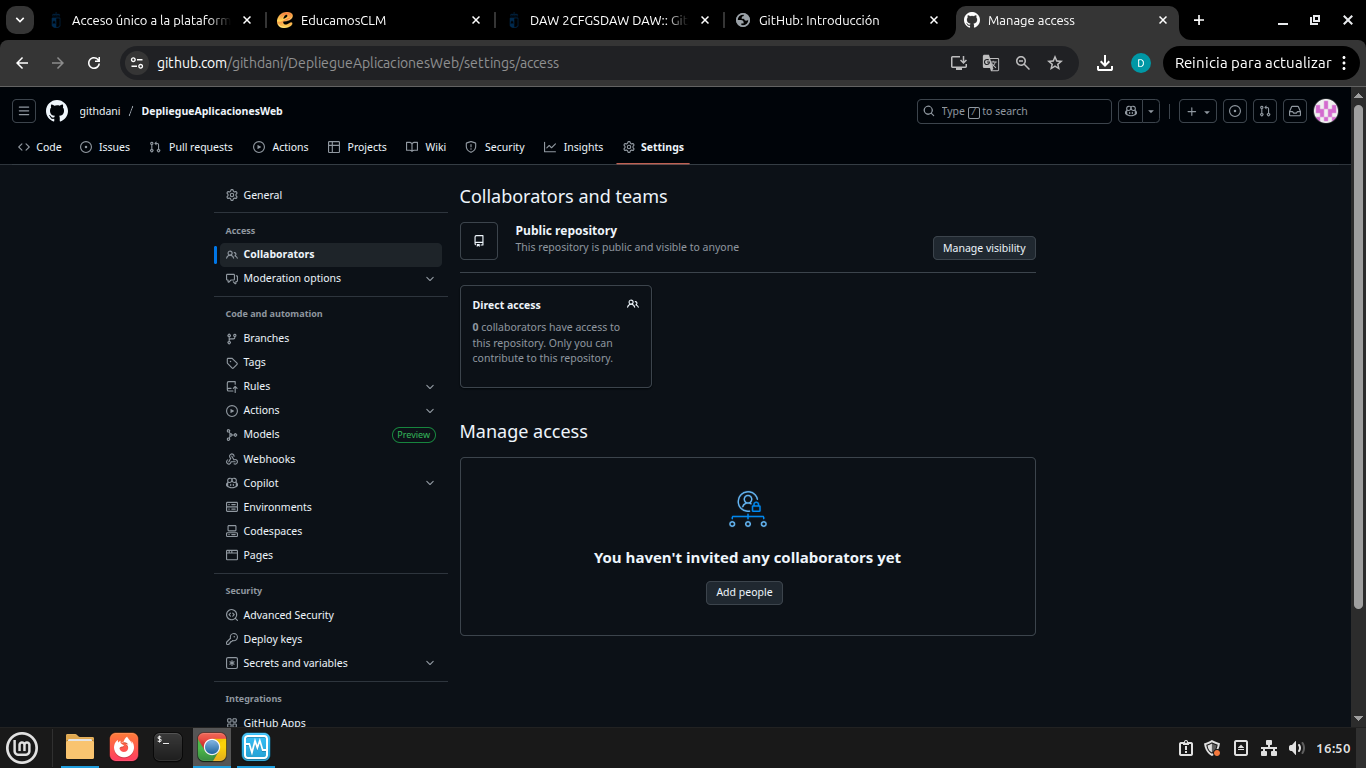 Acceso único a la plataform
EducamosCLM
DAW 2CFGSDAW DAW:: Git
GitHub: Introducción
Manage access
github.com/githdani/DepliegueAplicacionesWeb/settings/access
D
Reinicia para actualizar
githdani / DepliegueAplicacionesWeb
Type / to search
Code
Issues
Pull requests
Actions
Projects
Wiki
Security
Insights
Settings
General
Access
Collaborators
Moderation options
Code and automation
Branches
Tags
Rules
Actions
Models
Preview
Webhooks
Copilot
Environments
Codespaces
Pages
Security
Advanced Security
Deploy keys
Secrets and variables
Integrations
GitHub Apps
Collaborators and teams
Public repository
This repository is public and visible to anyone
Manage visibility
Direct access
0 collaborators have access to
this repository. Only you can
contribute to this repository.
Manage access
You haven't invited any collaborators yet
Add people
16:50